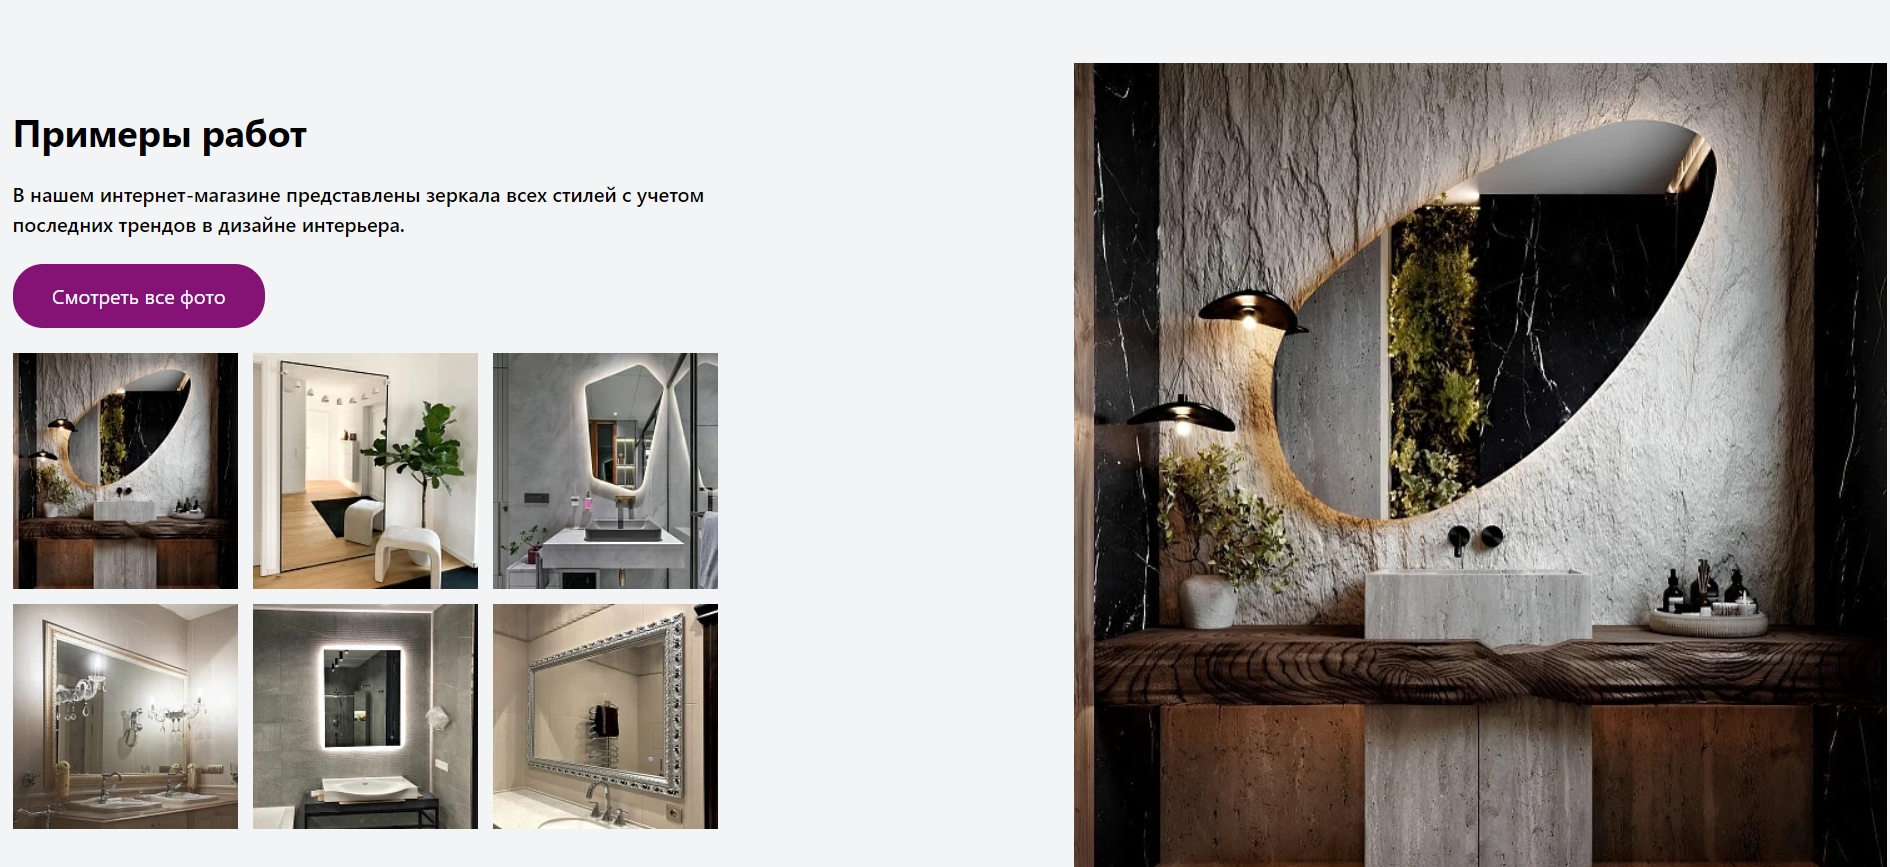 Примеры работ
В нашем интернет-магазине представлены зеркала всех стилей с учетом
последних трендов в дизайне интерьера.
Смотреть все фото